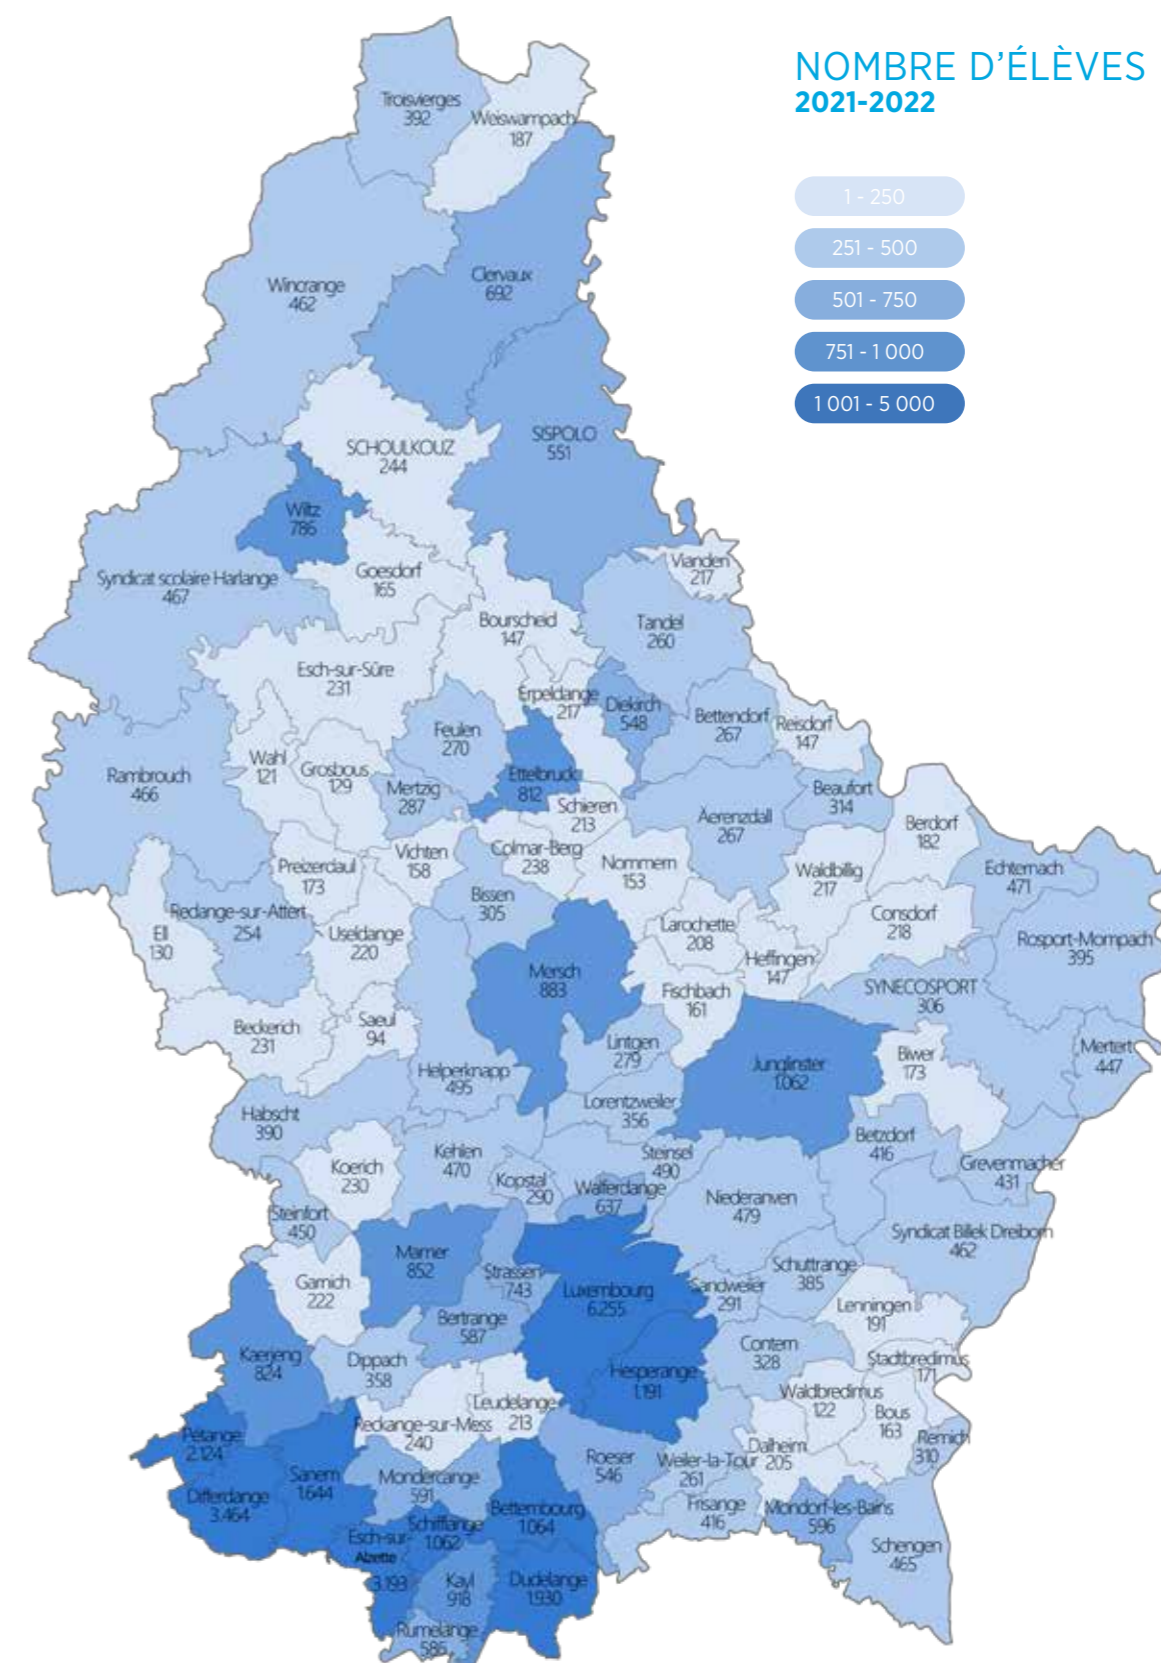 NOMBRE D'ÉLÈVES
2021-2022
1 - 250
251 - 500
501 - 750
751 - 1 000
1 001 - 5 000
Troisvierges
392
Weiswampach
187
Wincrange
462
Clervaux
692
SCHOULKOUZ
244
SISPOLO
551
Wiltz
786
Syndicat scolaire Harlange
467
Goesdorf
165
Vianden
217
Bourscheid
147
Tandel
260
Esch-sur-Sûre
231
Erpeldange
217
Diekirch
548
Bettendorf
267
Reisdorf
147
Feulen
270
Rambrouch
466
Wahl
121
Grosbous
129
Mertzig
287
Ettelbruck
812
Schieren
213
Äerenzdall
267
Beaufort
314
Berdorf
182
Preizerdaul
173
Vichten
158
Colmar-Berg
238
Nommern
153
Waldbillig
217
Echternach
471
Bissen
305
Redange-sur-Attert
254
Ell
130
Useldange
220
Larochette
208
Consdorf
218
Rosport-Mompach
395
Heffingen
147
Mersch
883
Fischbach
161
SYNECOSPORT
306
Beckerich
231
Saeul
94
Lintgen
279
Junglinster
1.062
Biwer
173
Mertert
447
Helperknapp
495
Habscht
390
Lorentzweiler
356
Betzdorf
416
Kehlen
470
Steinsel
490
Grevenmacher
431
Koerich
230
Kopstal
290
Walferdange
637
Niederanven
479
Steinfort
450
Syndicat Billek Dreiborn
462
Mamer
852
Strassen
743
Luxembourg
6.255
Sandweiler
291
Schuttrange
385
Garnich
222
Bertrange
587
Lenningen
191
Kaerjeng
824
Dippach
358
Hesperange
1.191
Contern
328
Stadtbredimus
171
Leudelange
213
Waldbredimus
122
Bous
163
Reckange-sur-Mess
240
Pétange
2.124
Roeser
546
Weiler-la-Tour
261
Dalheim
205
Remich
310
Sanem
1.644
Mondercange
591
Differdange
3.464
Bettembourg
1.064
Frisange
416
Mondorf-les-Bains
596
Schifflange
1.062
Esch-sur-
Alzette
3.193
Schengen
465
Kayl
918
Dudelange
1.930
Rumelange
586